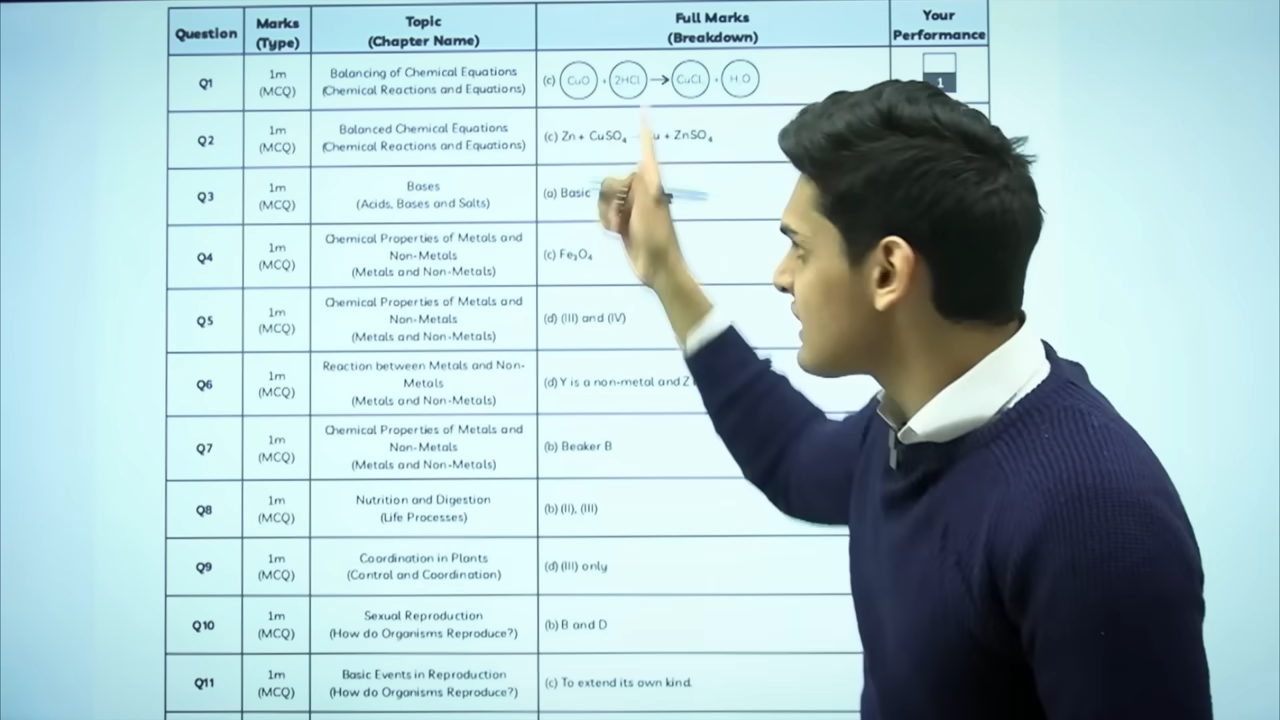 Question
Marks
(Type)
Topic
(Chapter Name)
Full Marks
(Breakdown)
Your
Performance
Q1
1m
(MCQ)
Balancing of Chemical Equations
(Chemical Reactions and Equations)
(c) CuO + 2HCl → CuCl + H O
1
Q2
1m
(MCQ)
Balanced Chemical Equations
(Chemical Reactions and Equations)
(c) Zn + CuSO₄ u + ZnSO₄
Q3
1m
(MCQ)
Bases
(Acids, Bases and Salts)
(a) Basic
Q4
1m
(MCQ)
Chemical Properties of Metals and
Non-Metals
(Metals and Non-Metals)
(c) Fe₃O₄
Q5
1m
(MCQ)
Chemical Properties of Metals and
Non-Metals
(Metals and Non-Metals)
(d) (III) and (IV)
Q6
1m
(MCQ)
Reaction between Metals and Non-
Metals
(Metals and Non-Metals)
(d) Y is a non-metal and Z
Q7
1m
(MCQ)
Chemical Properties of Metals and
Non-Metals
(Metals and Non-Metals)
(b) Beaker B
Q8
1m
(MCQ)
Nutrition and Digestion
(Life Processes)
(b) (II), (III)
Q9
1m
(MCQ)
Coordination in Plants
(Control and Coordination)
(d) (III) only
Q10
1m
(MCQ)
Sexual Reproduction
(How do Organisms Reproduce?)
(b) B and D
Q11
1m
(MCQ)
Basic Events in Reproduction
(How do Organisms Reproduce?)
(c) To extend its own kind.